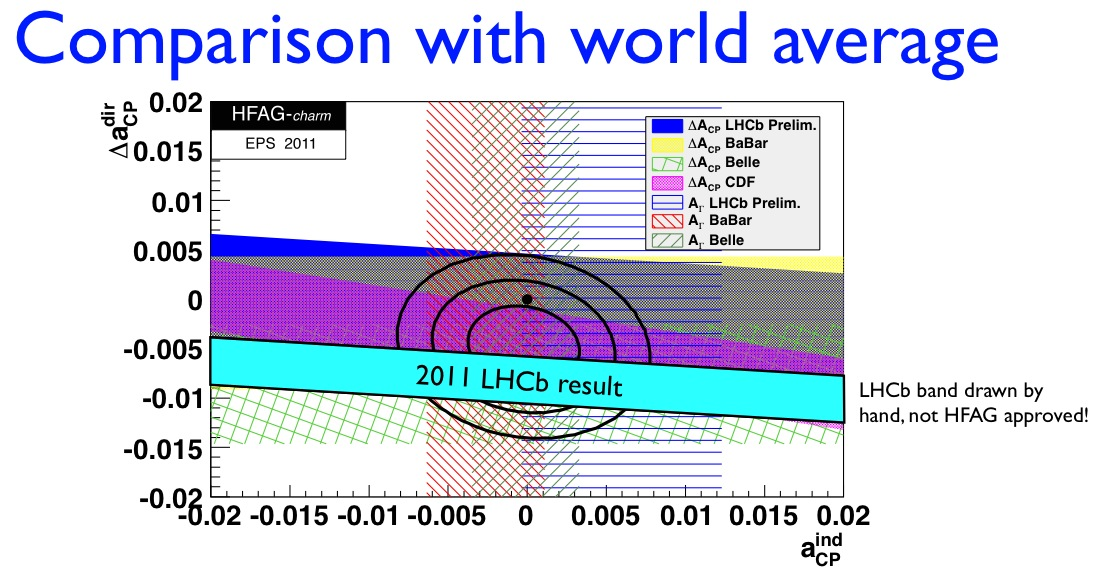 Comparison with world average
Δa_CP^dir
HFAG-charm
EPS 2011
0.02
0.015
0.01
0.005
0
-0.005
-0.01
-0.015
-0.02
ΔA_CP LHCb Prelim.
ΔA_CP BaBar
ΔA_CP Belle
ΔA_CP CDF
A_Γ LHCb Prelim.
A_Γ BaBar
A_Γ Belle
2011 LHCb result
LHCb band drawn by
hand, not HFAG approved!
-0.02 -0.015 -0.01 -0.005 0 0.005 0.01 0.015 0.02
a_CP^ind